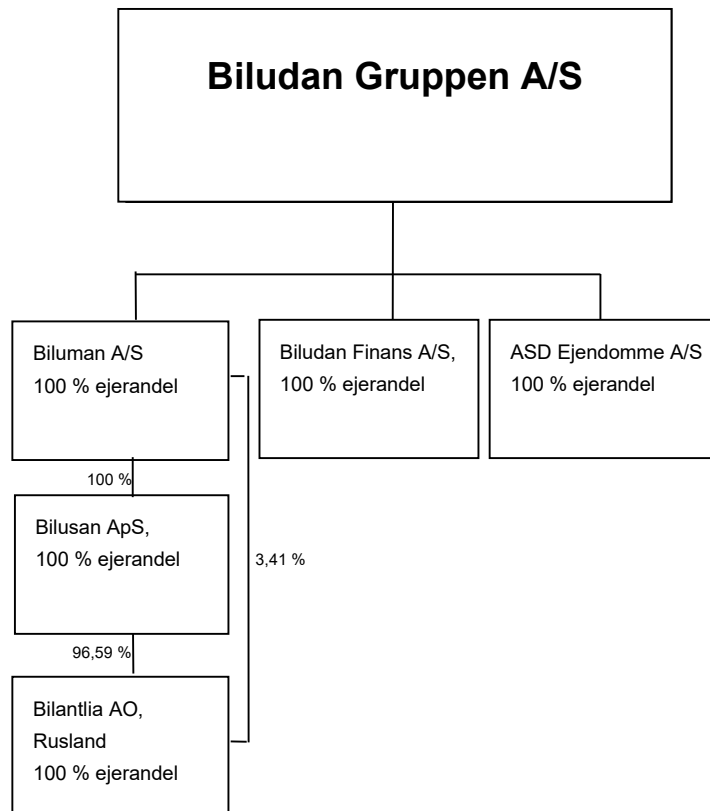 Biludan Gruppen A/S
Biluman A/S
100 % ejerandel
Biludan Finans A/S,
100 % ejerandel
ASD Ejendomme A/S
100 % ejerandel
100 %
Bilusan ApS,
100 % ejerandel
3,41 %
96,59 %
Bilantlia AO,
Rusland
100 % ejerandel